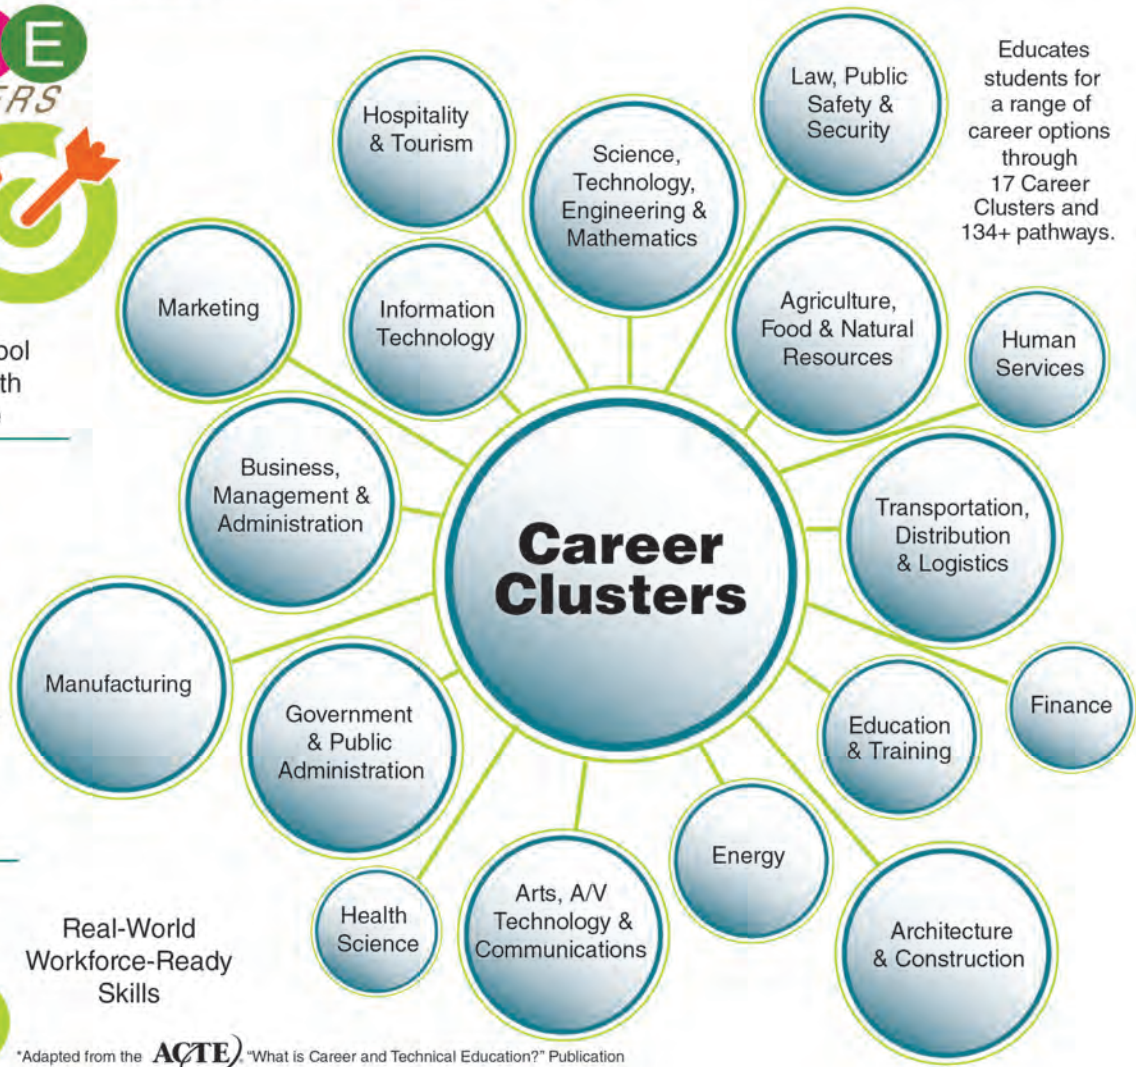 E
ERS
Hospitality
& Tourism
Science,
Technology,
Engineering &
Mathematics
Law, Public
Safety &
Security
Educates
students for
a range of
career options
through
17 Career
Clusters and
134+ pathways.
Marketing
Information
Technology
Agriculture,
Food & Natural
Resources
Human
Services
ool
th
Business,
Management &
Administration
Career
Clusters
Transportation,
Distribution
& Logistics
Manufacturing
Government
& Public
Administration
Education
& Training
Finance
Health
Science
Arts, A/V
Technology &
Communications
Energy
Architecture
& Construction
Real-World
Workforce-Ready
Skills
*Adapted from the ACTE "What is Career and Technical Education?" Publication